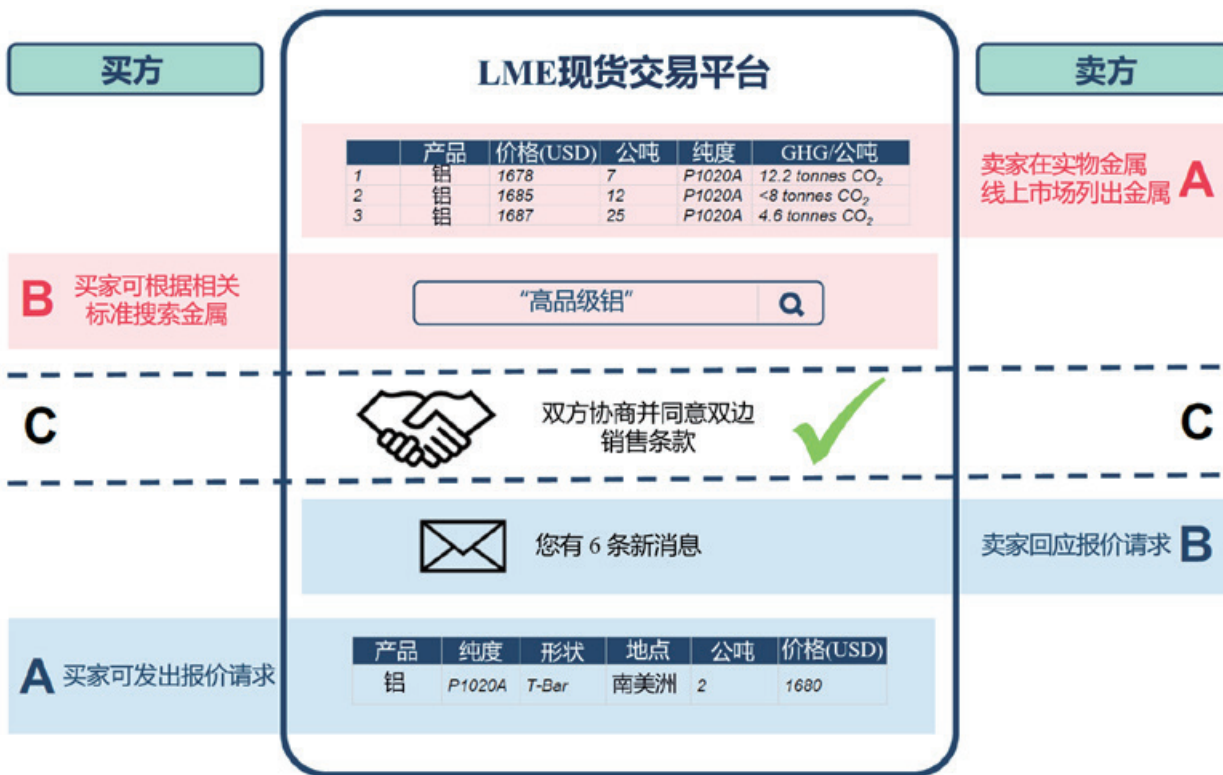 买方
LME现货交易平台
卖方
产品 价格(USD) 公吨 纯度 GHG/公吨
1 铝 1678 7 P1020A 12.2 tonnes CO₂
2 铝 1685 12 P1020A <8 tonnes CO₂
3 铝 1687 25 P1020A 4.6 tonnes CO₂
卖家在实物金属
线上市场列出金属 A
B 买家可根据相关
标准搜索金属
“高品级铝”
C
双方协商并同意双边
销售条款
C
您有 6 条新消息
卖家回应报价请求 B
A 买家可发出报价请求
产品 纯度 形状 地点 公吨 价格(USD)
铝 P1020A T-Bar 南美洲 2 1680